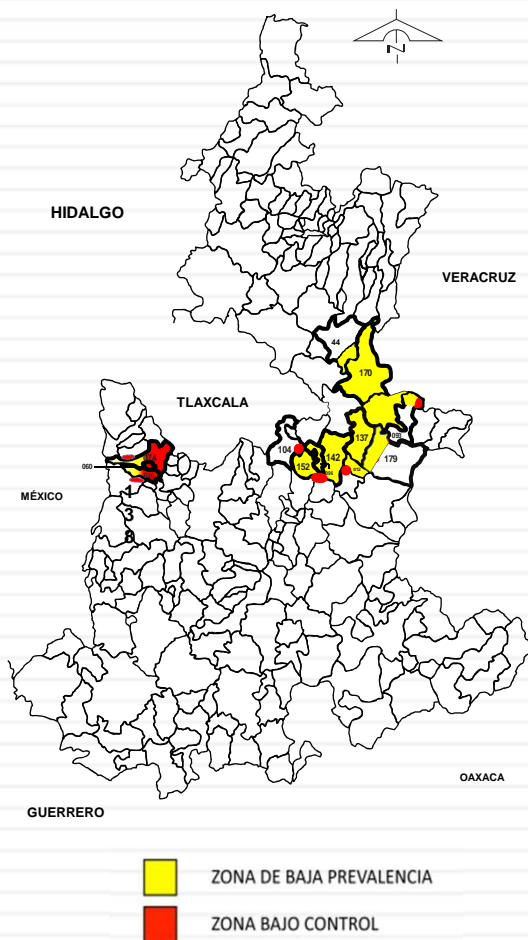 N
HIDALGO
VERACRUZ
44
170
TLAXCALA
137
104
142
152
179
060
MÉXICO
1
3
8
OAXACA
GUERRERO
ZONA DE BAJA PREVALENCIA
ZONA BAJO CONTROL